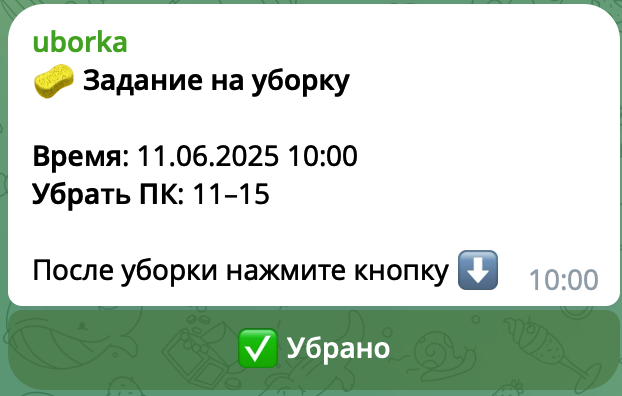 uborka
🧽 Задание на уборку
Время: 11.06.2025 10:00
Убрать ПК: 11–15
После уборки нажмите кнопку ⬇️
10:00
✅ Убрано